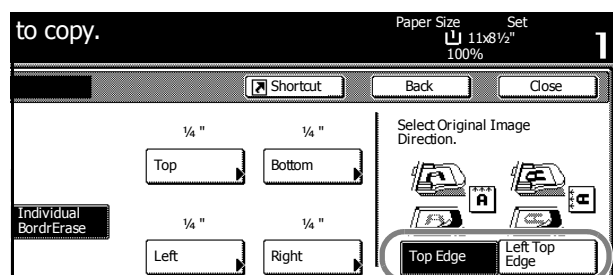 to copy.
Paper Size
Set
11x8½"
100%
1
Shortcut
Back
Close
¼ "
¼ "
Select Original Image
Direction.
Top
Bottom
A
A
A
A
Individual
BordrErase
¼ "
¼ "
A
A
Left
Right
Top Edge
Left Top
Edge